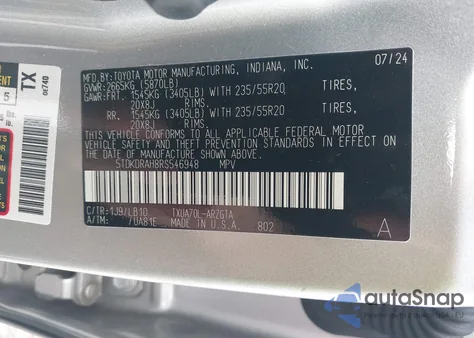 MFD.BY:TOYOTA MOTOR MANUFACTURING, INDIANA, INC. 07/24
GVWR: 2665KG (5870LB)
GAWR:FRT. 1545KG (3405LB) WITH 235/55R20 TIRES,
20X8J RIMS.
RR. 1545KG (3405LB) WITH 235/55R20 TIRES,
20X8J RIMS.
THIS VEHICLE CONFORMS TO ALL APPLICABLE FEDERAL MOTOR
VEHICLE SAFETY AND THEFT PREVENTION STANDARDS IN EFFECT
ON THE DATE OF MANUFACTURE SHOWN ABOVE.
5TDKDRAH8RS546948 MPV
C/TR:1J9/LB10 TXUA70L-ARZGTA
A/TM: /UA81E MADE IN U.S.A. 802 A
TX
5
autoSnap